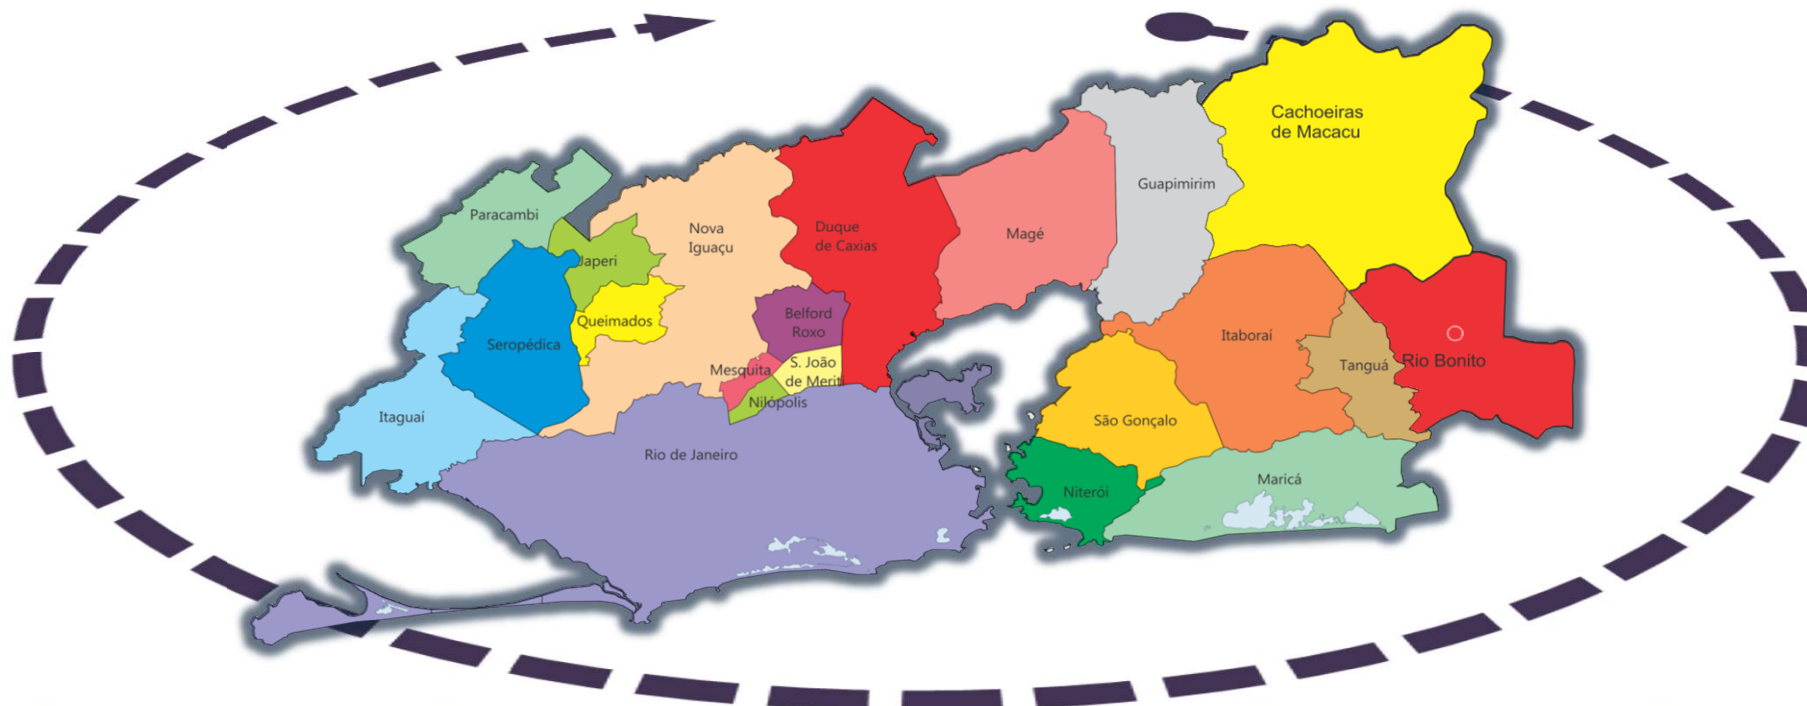 Cachoeiras
de Macacu
Guapimirim
Paracambi
Nova
Iguaçu
Duque
de Caxias
Magé
Japeri
Queimados
Belford
Roxo
Itaboraí
Seropédica
Mesquita
S. João
de Meriti
Tanguá
Rio Bonito
Nilópolis
Itaguaí
São Gonçalo
Rio de Janeiro
Niterói
Maricá